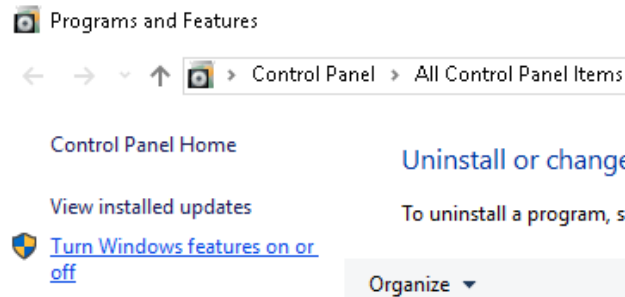 Programs and Features
Control Panel > All Control Panel Items
Control Panel Home
Uninstall or change
View installed updates
To uninstall a program, s
Turn Windows features on or
off
Organize